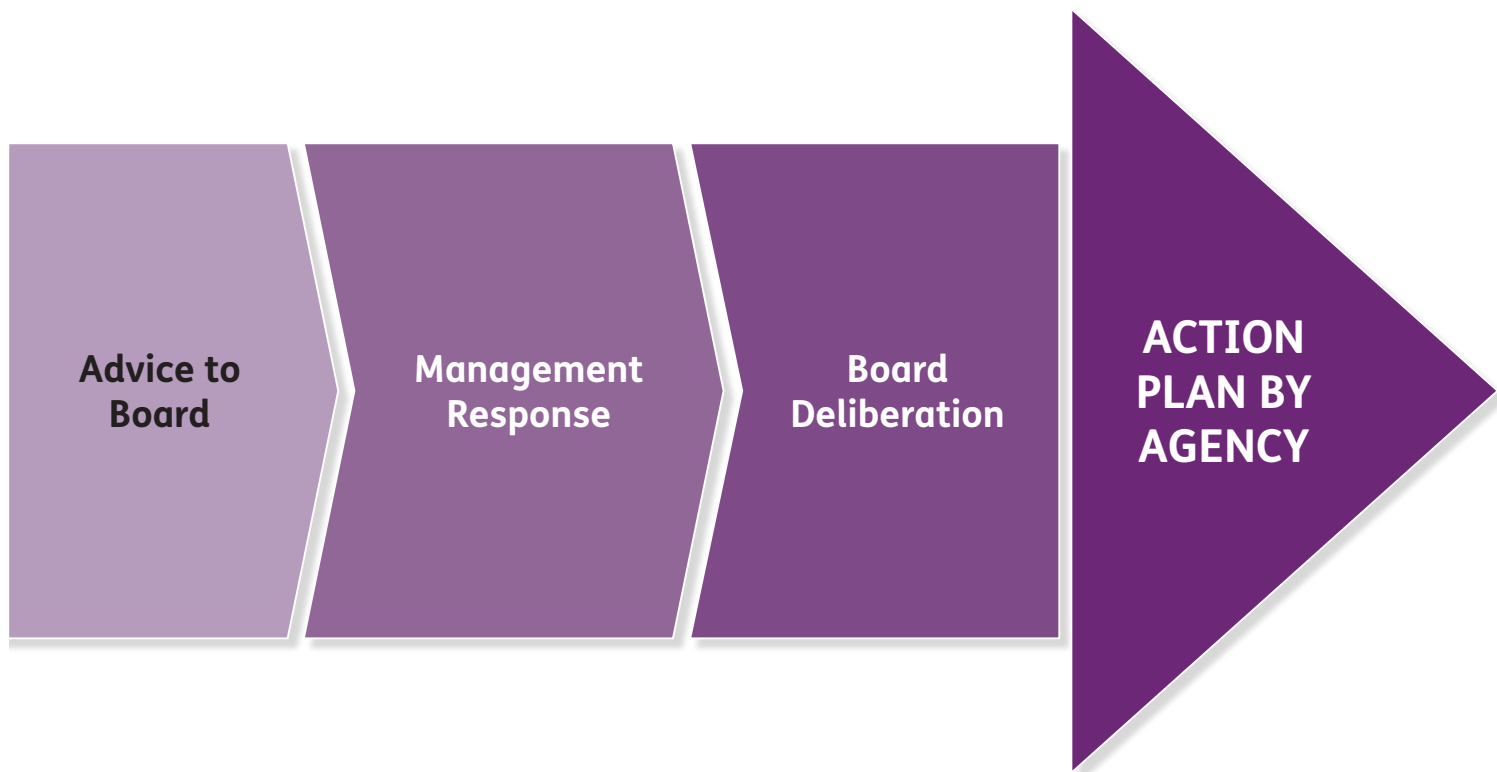 Advice to
Board
Management
Response
Board
Deliberation
ACTION
PLAN BY
AGENCY